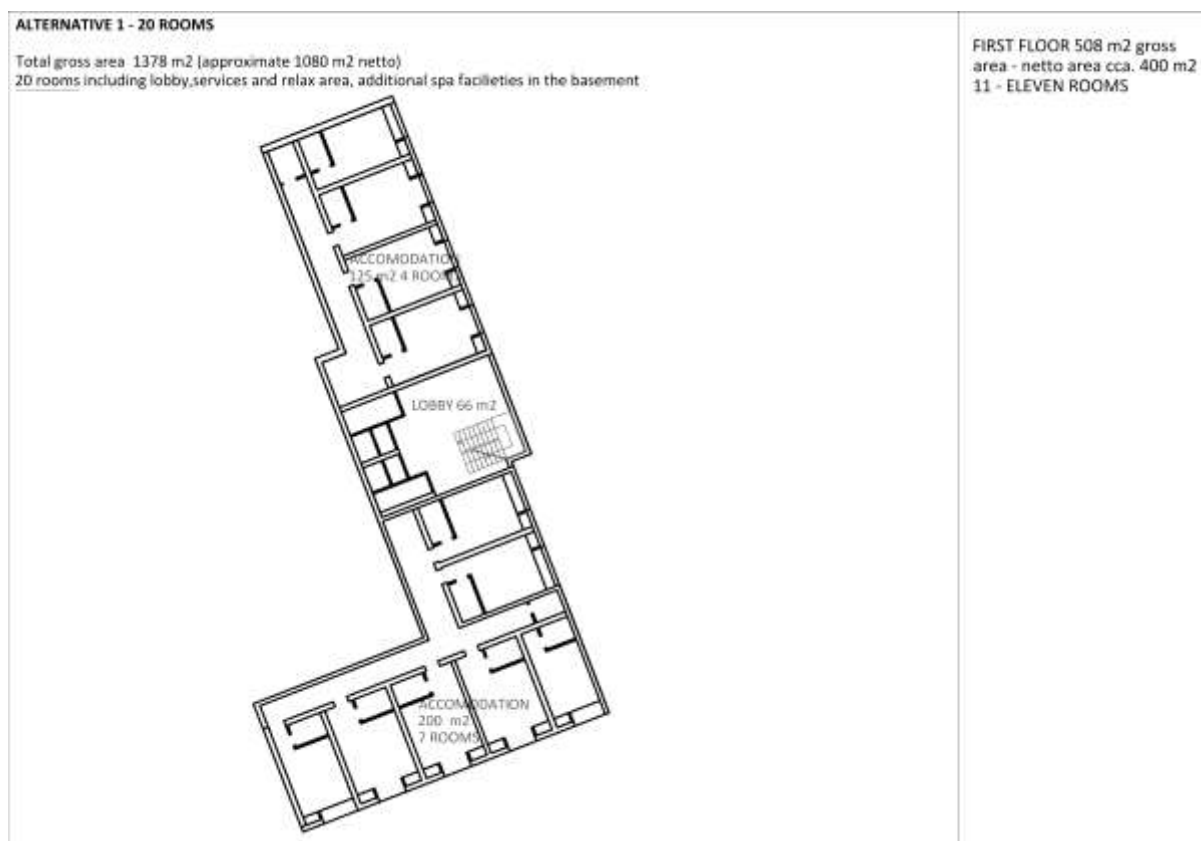 ALTERNATIVE 1 - 20 ROOMS
Total gross area 1378 m2 (approximate 1080 m2 netto)
20 rooms including lobby,services and relax area, additional spa facilieties in the basement
FIRST FLOOR 508 m2 gross
area - netto area cca. 400 m2
11 - ELEVEN ROOMS
ACCOMODATION
125 m2 4 ROOMS
LOBBY 66 m2
ACCOMODATION
200 m2
7 ROOMS